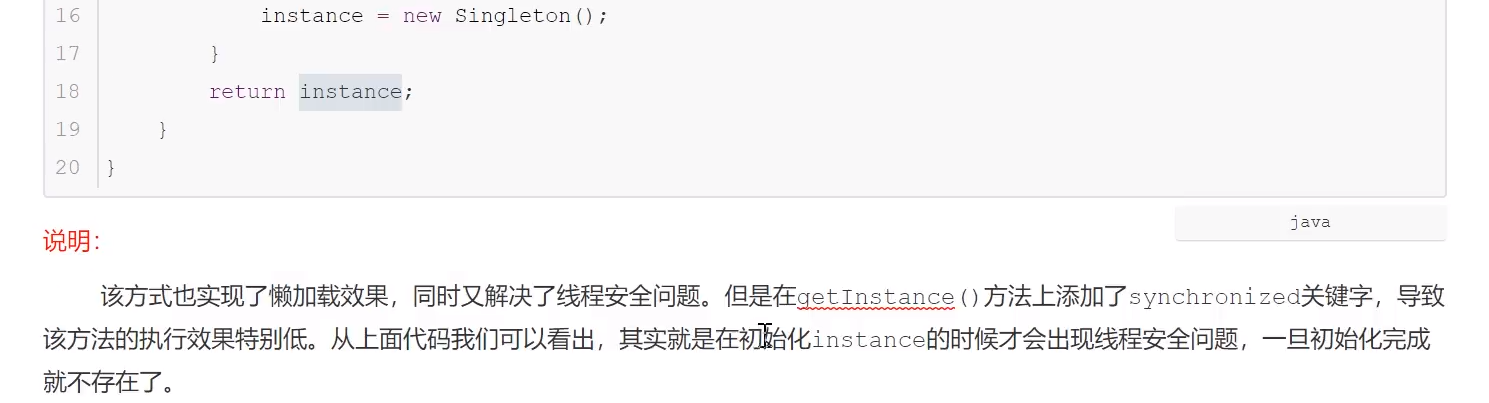 16 instance = new Singleton();
17 }
18 return instance;
19 }
20 }
java
说明：
该方式也实现了懒加载效果，同时又解决了线程安全问题。但是在getInstance()方法上添加了synchronized关键字，导致
该方法的执行效果特别低。从上面代码我们可以看出，其实就是在初始化instance的时候才会出现线程安全问题，一旦初始化完成
就不存在了。